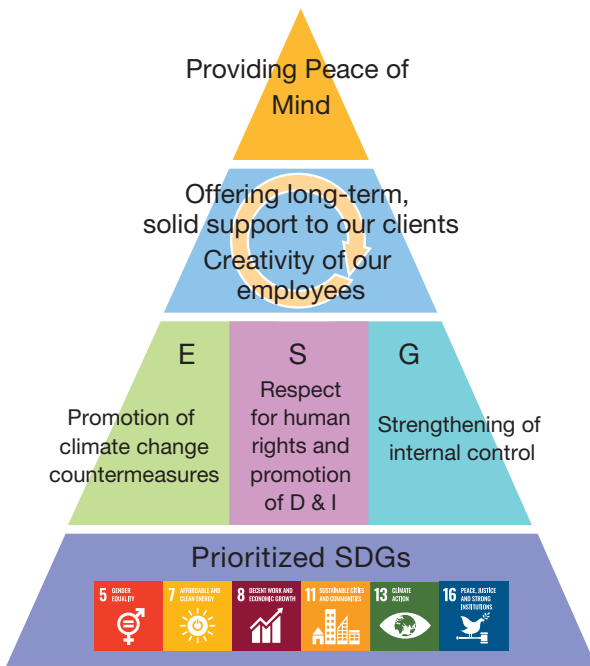 Providing Peace of
Mind
Offering long-term,
solid support to our clients
Creativity of our
employees
E
Promotion of
climate change
countermeasures
S
Respect
for human
rights and
promotion
of D & I
G
Strengthening of
internal control
Prioritized SDGs
5 GENDER
EQUALITY
7 AFFORDABLE AND
CLEAN ENERGY
8 DECENT WORK AND
ECONOMIC GROWTH
11 SUSTAINABLE CITIES
AND COMMUNITIES
13 CLIMATE
ACTION
16 PEACE, JUSTICE
AND STRONG
INSTITUTIONS